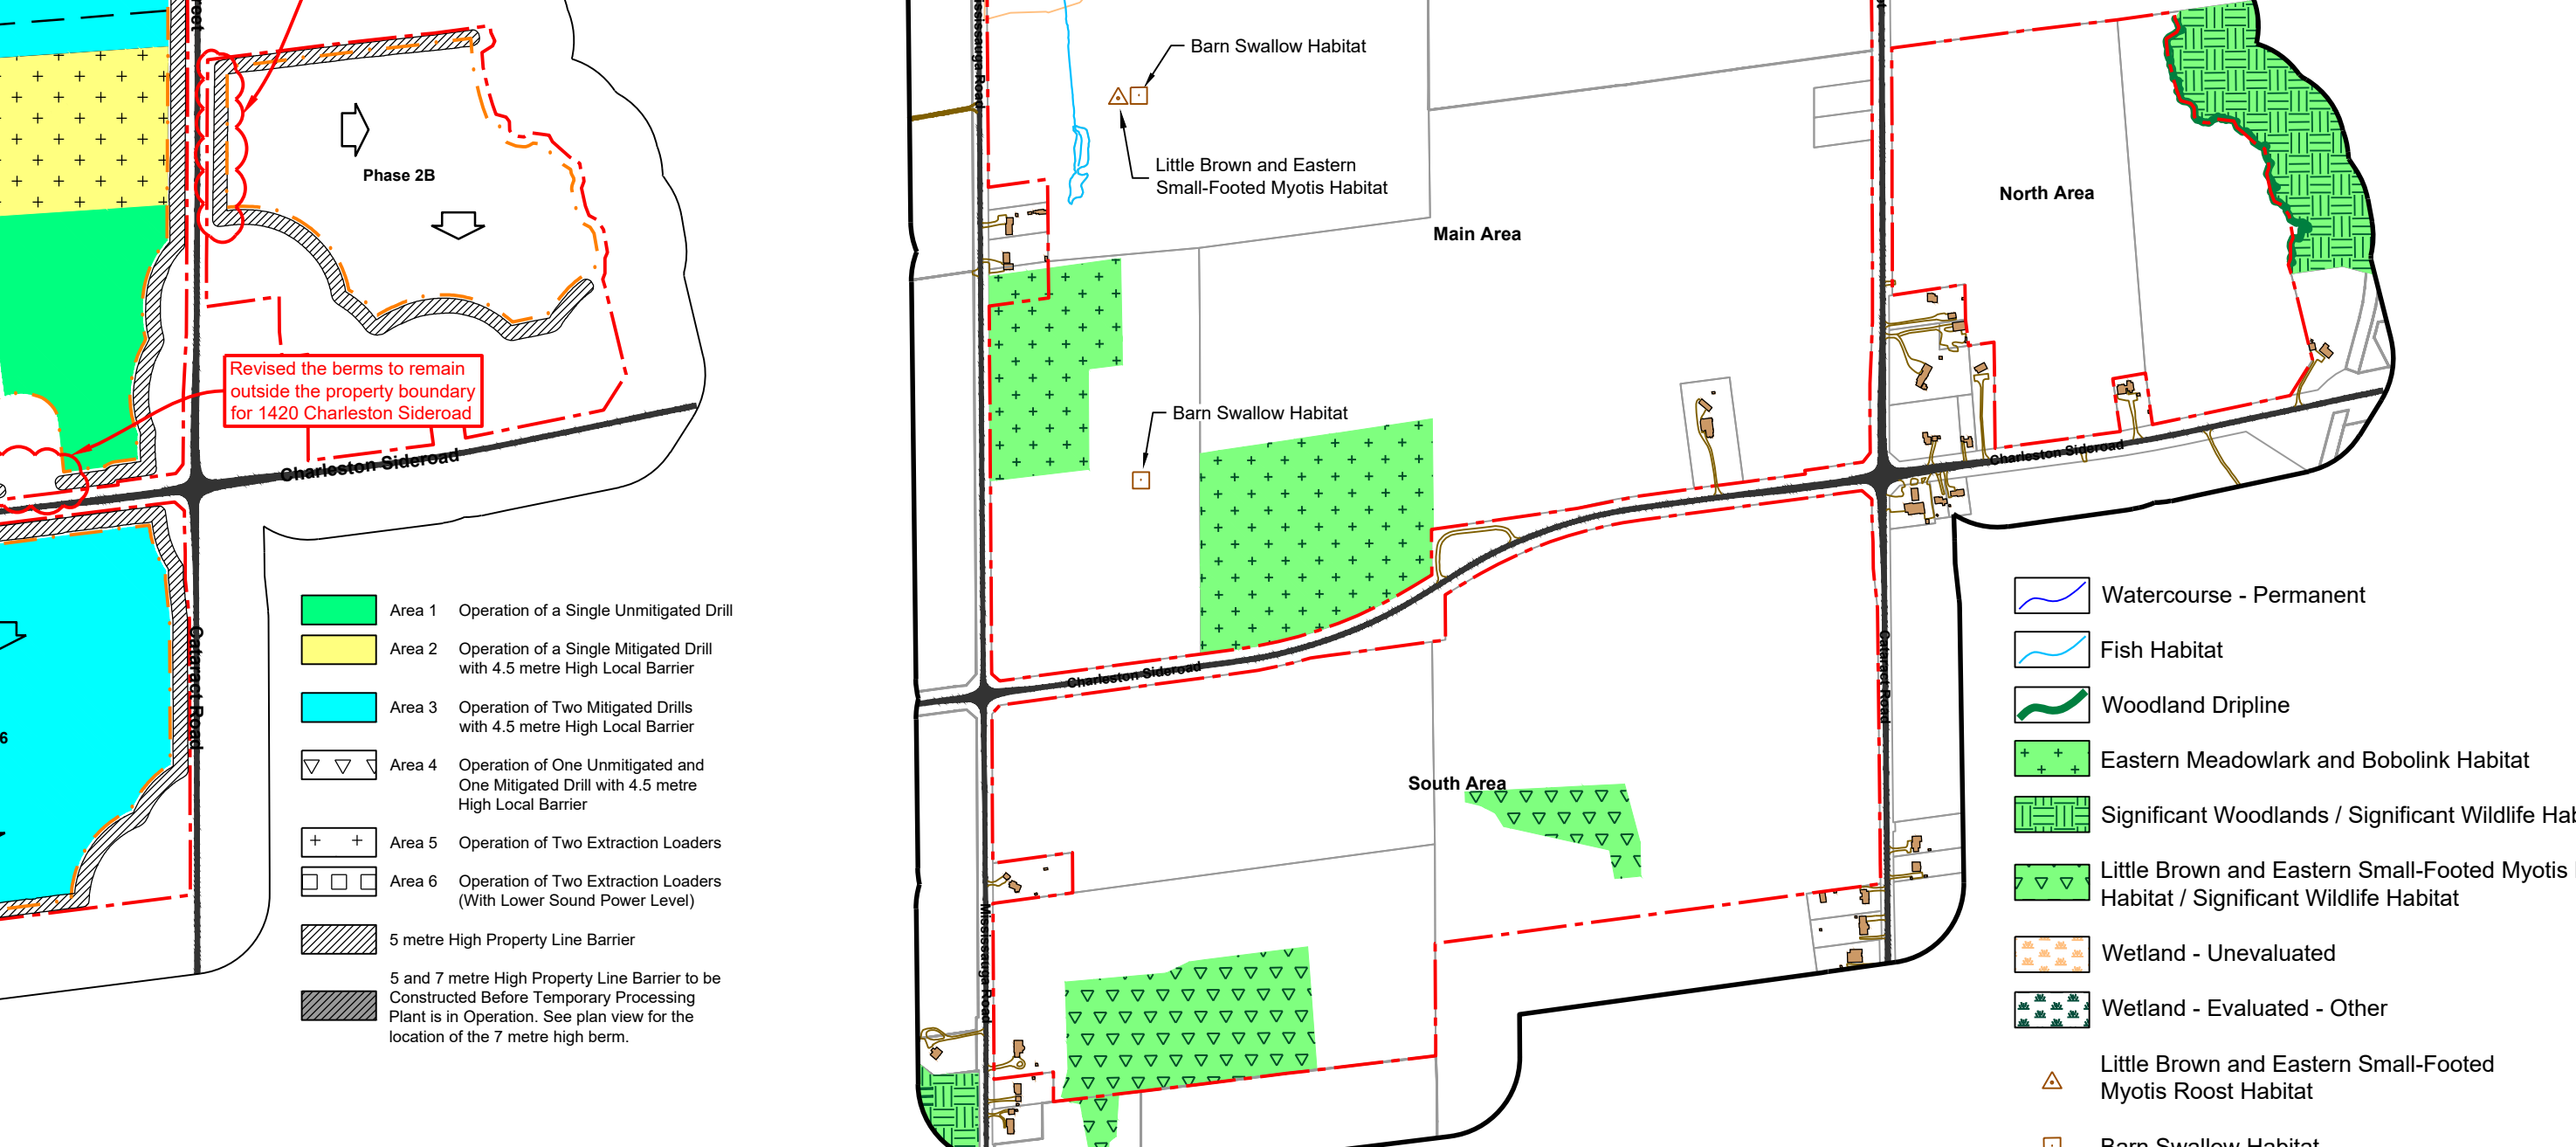 reet
Phase 2B
Revised the berms to remain
outside the property boundary
for 1420 Charleston Sideroad
Charleston Sideroad
Cataract Road
6
Area 1 Operation of a Single Unmitigated Drill
Area 2 Operation of a Single Mitigated Drill
with 4.5 metre High Local Barrier
Area 3 Operation of Two Mitigated Drills
with 4.5 metre High Local Barrier
Area 4 Operation of One Unmitigated and
One Mitigated Drill with 4.5 metre
High Local Barrier
Area 5 Operation of Two Extraction Loaders
Area 6 Operation of Two Extraction Loaders
(With Lower Sound Power Level)
5 metre High Property Line Barrier
5 and 7 metre High Property Line Barrier to be
Constructed Before Temporary Processing
Plant is in Operation. See plan view for the
location of the 7 metre high berm.
ississauga Road
Barn Swallow Habitat
Little Brown and Eastern
Small-Footed Myotis Habitat
Main Area
North Area
Barn Swallow Habitat
Charleston Sideroad
Charleston Sideroad
Cataract Road
South Area
Mississauga Road
Watercourse - Permanent
Fish Habitat
Woodland Dripline
Eastern Meadowlark and Bobolink Habitat
Significant Woodlands / Significant Wildlife Hab
Little Brown and Eastern Small-Footed Myotis
Habitat / Significant Wildlife Habitat
Wetland - Unevaluated
Wetland - Evaluated - Other
Little Brown and Eastern Small-Footed
Myotis Roost Habitat
Barn Swallow Habitat